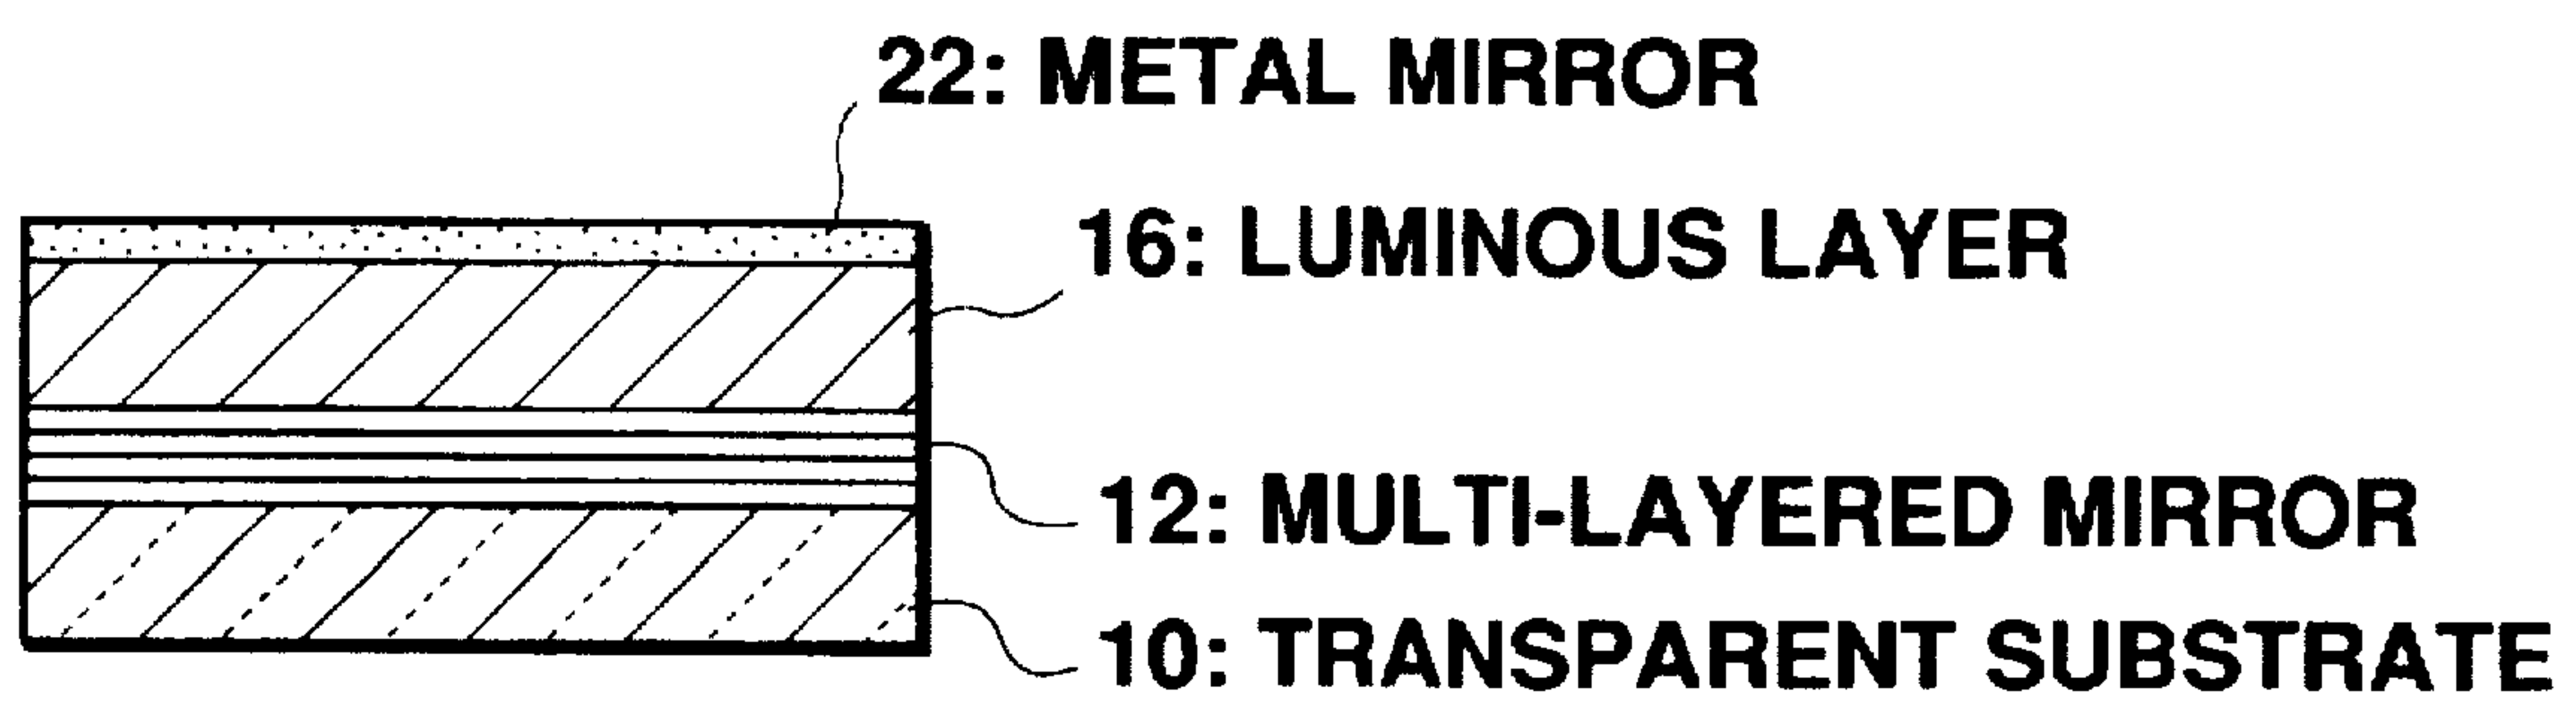 22: METAL MIRROR
16: LUMINOUS LAYER
12: MULTI-LAYERED MIRROR
10: TRANSPARENT SUBSTRATE